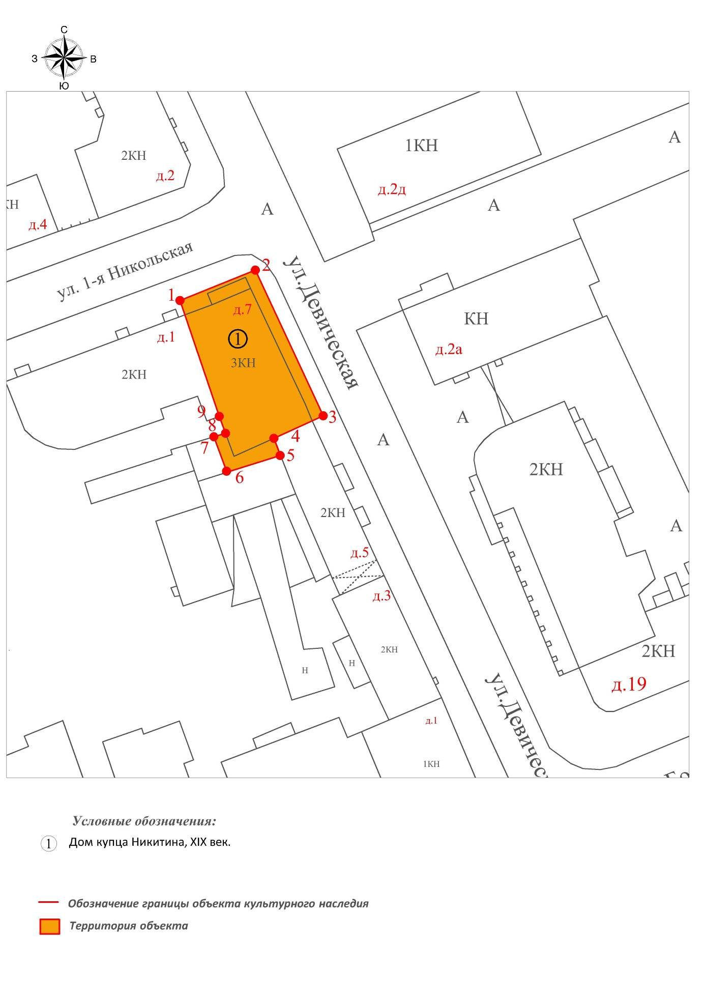 С
З В
Ю
1КН
А
2КН
д.2
д.2д
КН
д.4
А
А
ул. 1-я Никольская
ул.Девическая
2
1
д.7
д.1
1
3КН
2КН
КН
д.2а
9
8
7
3
4
5
6
А
А
2КН
2КН
А
д.5
д.3
2КН
Н
Н
2КН
д.19
д.1
1КН
ул.Девическ
Условные обозначения:
1 Дом купца Никитина, XIX век.
Обозначение границы объекта культурного наследия
Территория объекта